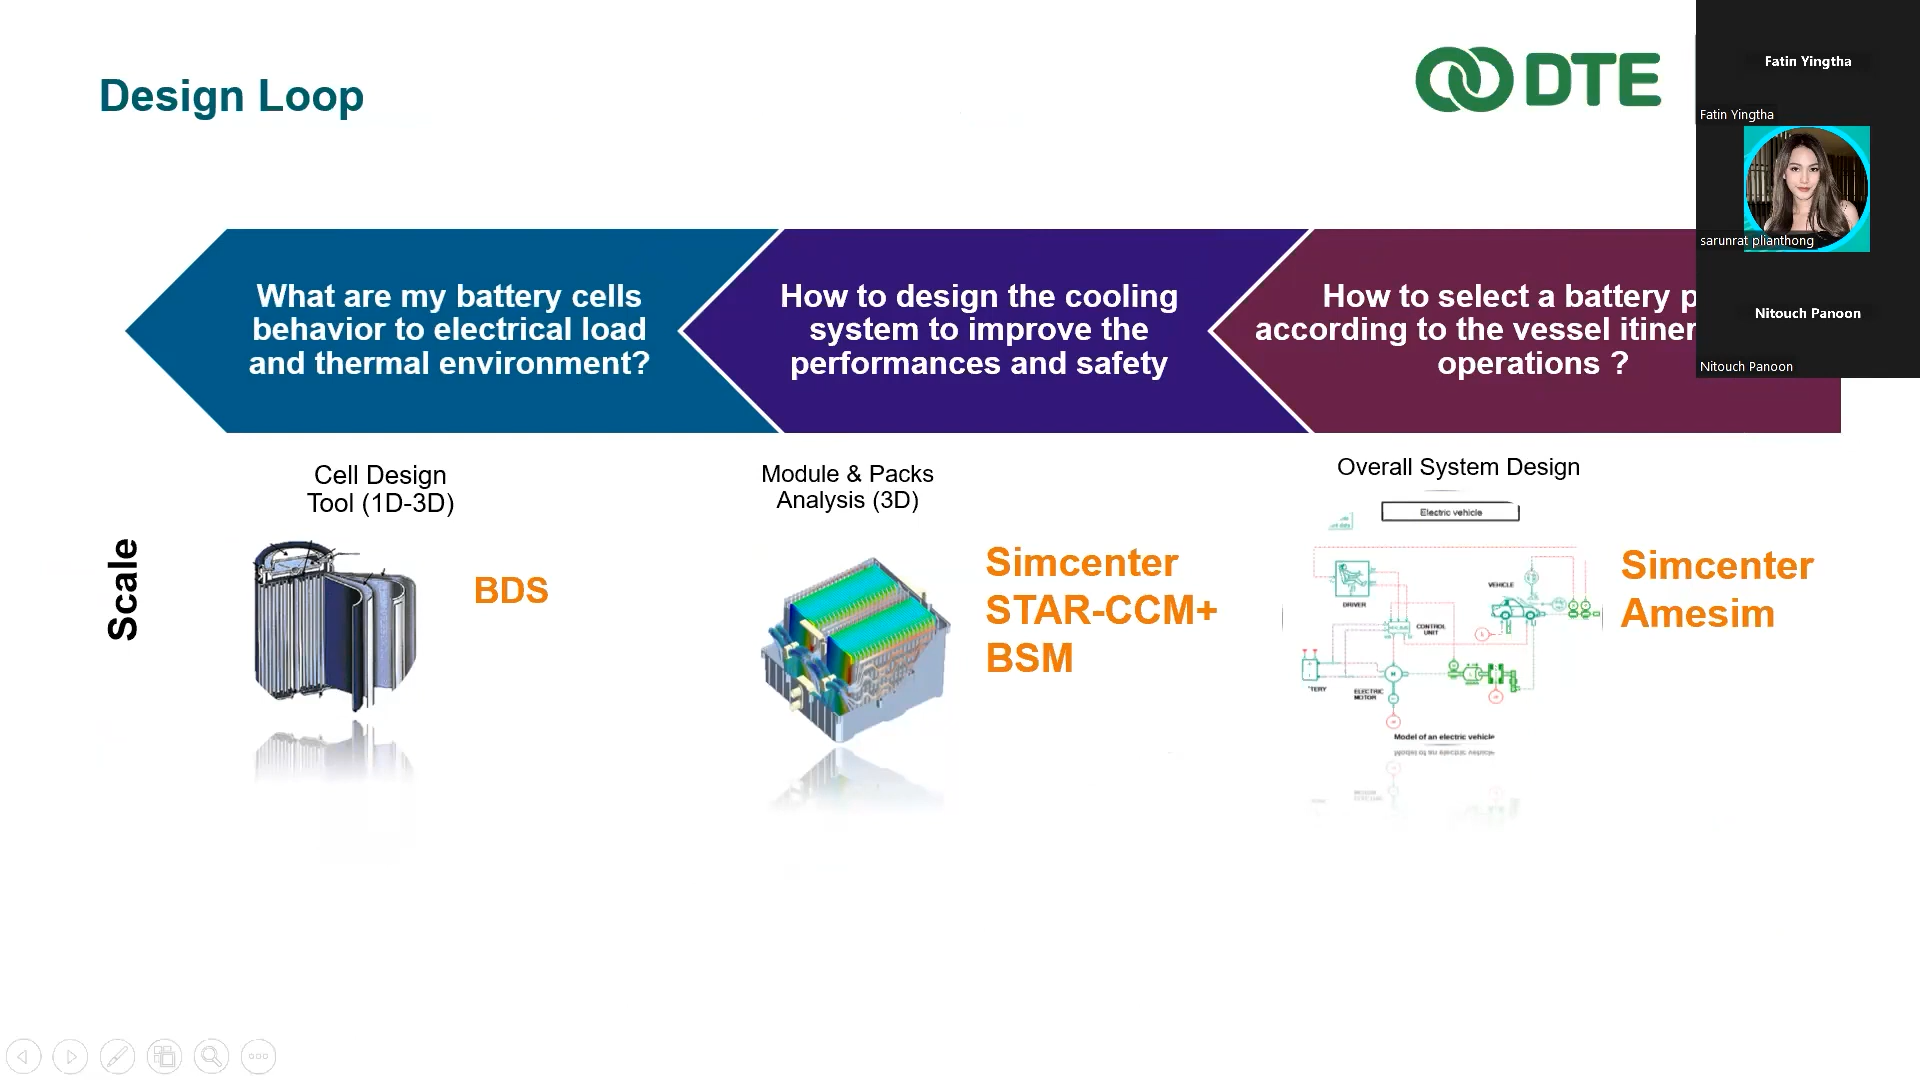 Design Loop
DTE
Fatin Yingtha
Fatin Yingtha
sarunrat plianthong
Nitouch Panoon
Nitouch Panoon
What are my battery cells
behavior to electrical load
and thermal environment?
How to design the cooling
system to improve the
performances and safety
How to select a battery p
according to the vessel itiner
operations ?
Scale
Cell Design
Tool (1D-3D)
BDS
Module & Packs
Analysis (3D)
Simcenter
STAR-CCM+
BSM
Overall System Design
Electric vehicle
DRIVER
CONTROL
UNIT
VEHICLE
TERY
ELECTRIC
MOTOR
Model of an electric vehicle
Simcenter
Amesim